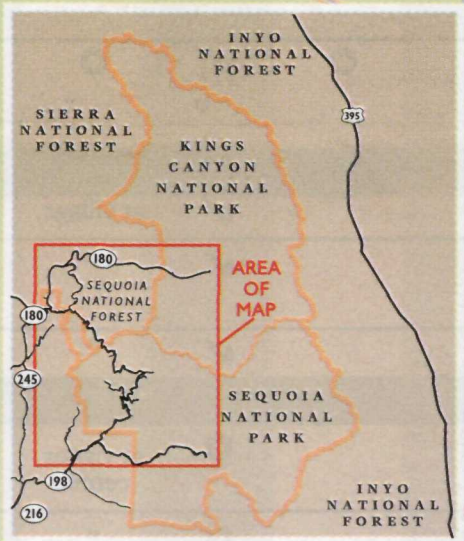 INYO
NATIONAL
FOREST
SIERRA
NATIONAL
FOREST
395
KINGS
CANYON
NATIONAL
PARK
180
AREA
OF
MAP
SEQUOIA
NATIONAL
FOREST
180
245
SEQUOIA
NATIONAL
PARK
198
216
INYO
NATIONAL
FOREST